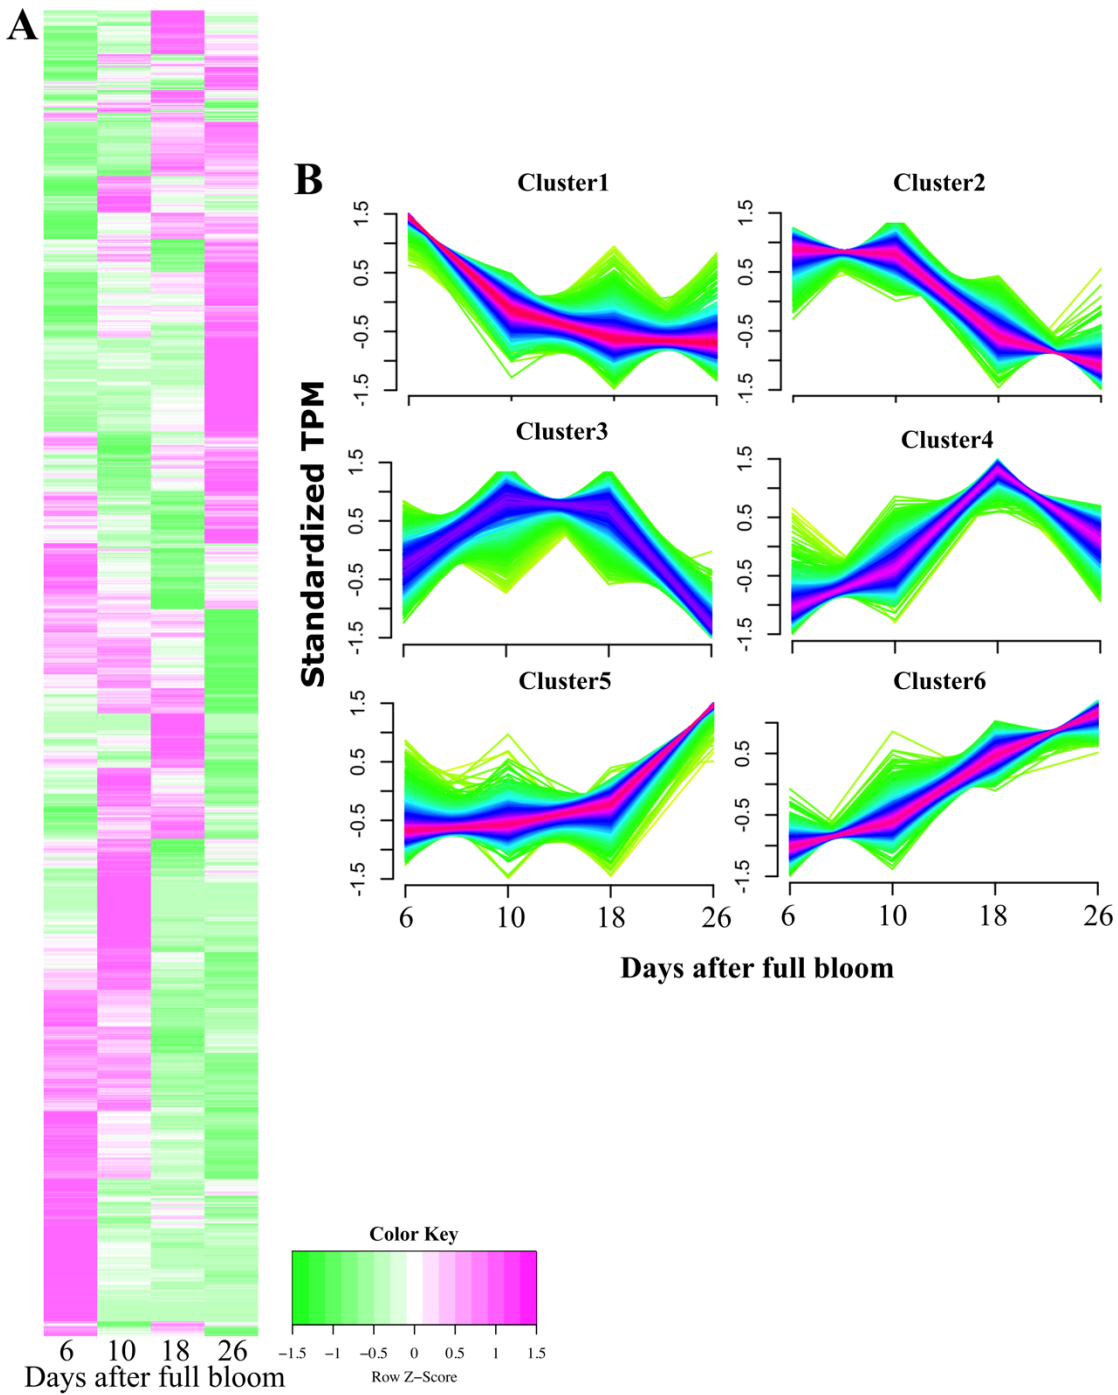 A
B
Cluster1
Cluster2
1.5
0.5
-0.5
-1.5
1.5
0.5
-0.5
-1.5
Standardized TPM
Cluster3
Cluster4
1.5
0.5
-0.5
-1.5
1.5
0.5
-0.5
-1.5
Cluster5
Cluster6
1.5
0.5
-0.5
-1.5
0.5
-0.5
-1.5
6 10 18 26
6 10 18 26
Days after full bloom
Color Key
−1.5 −1 −0.5 0 0.5 1 1.5
Row Z−Score
6 10 18 26
Days after full bloom